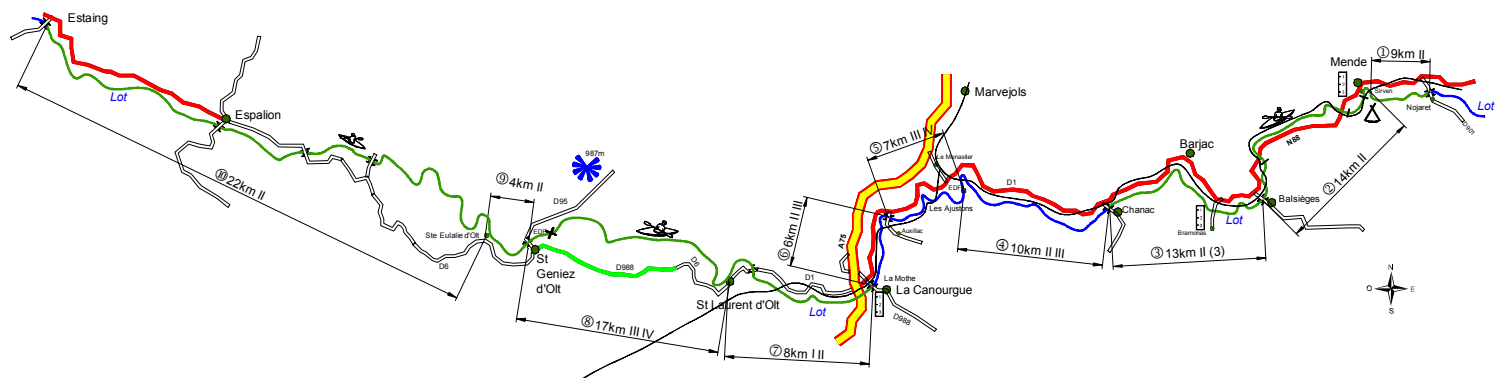 Estaing
Lot
Espalion
⑩22km II
⑨4km II
987m
D95
Ste Eulalie d'Olt
EDF
D6
St
Geniez
d'Olt
D988
D6
⑧17km III IV
St Laurent d'Olt
⑦8km I II
D1
Lot
La Mothe
La Canourgue
D988
A75
⑥6km II III
Auxillac
Les Ajustons
⑤7km III IV
Le Monastier
EDF
Marvejols
D1
④10km II III
Chanac
③13km II (3)
Barjac
Bramonas
Lot
Balsièges
②14km II
N88
Mende
Sirven
①9km II
Nojaret
D901
Lot
N
O
E
S